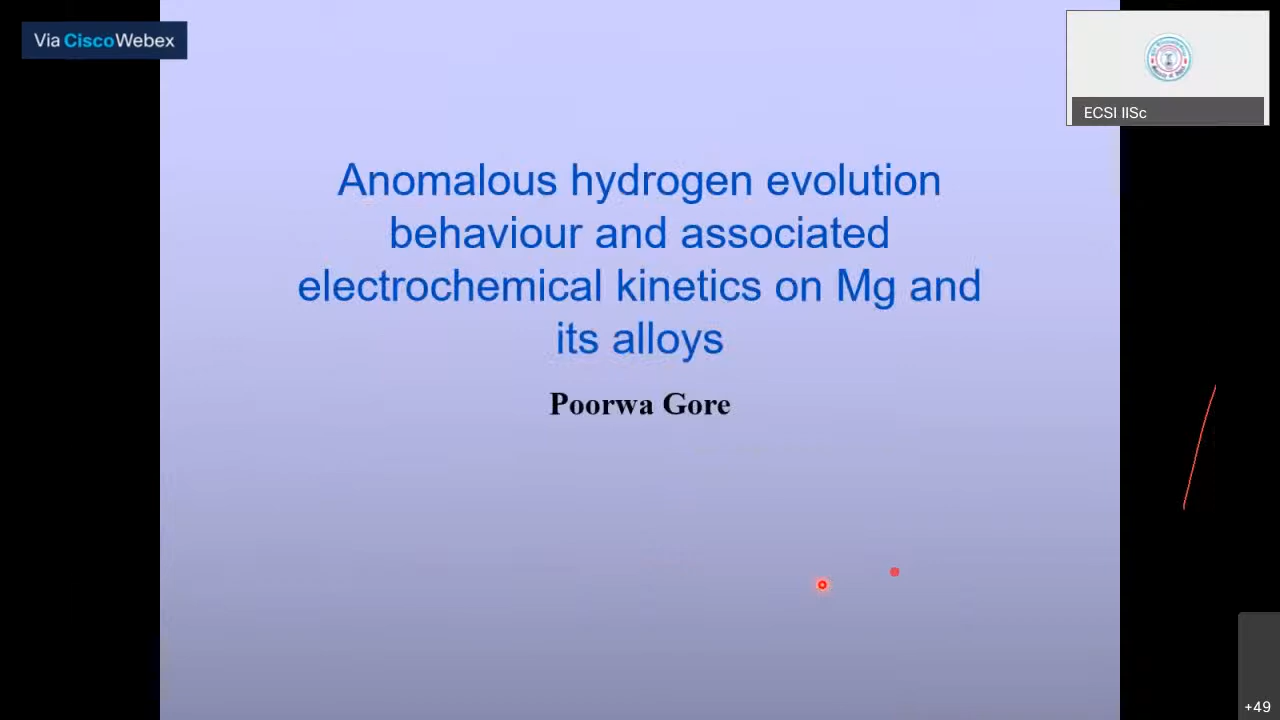 Via CiscoWebex
ECSI IISc
Anomalous hydrogen evolution
behaviour and associated
electrochemical kinetics on Mg and
its alloys
Poorwa Gore
+49